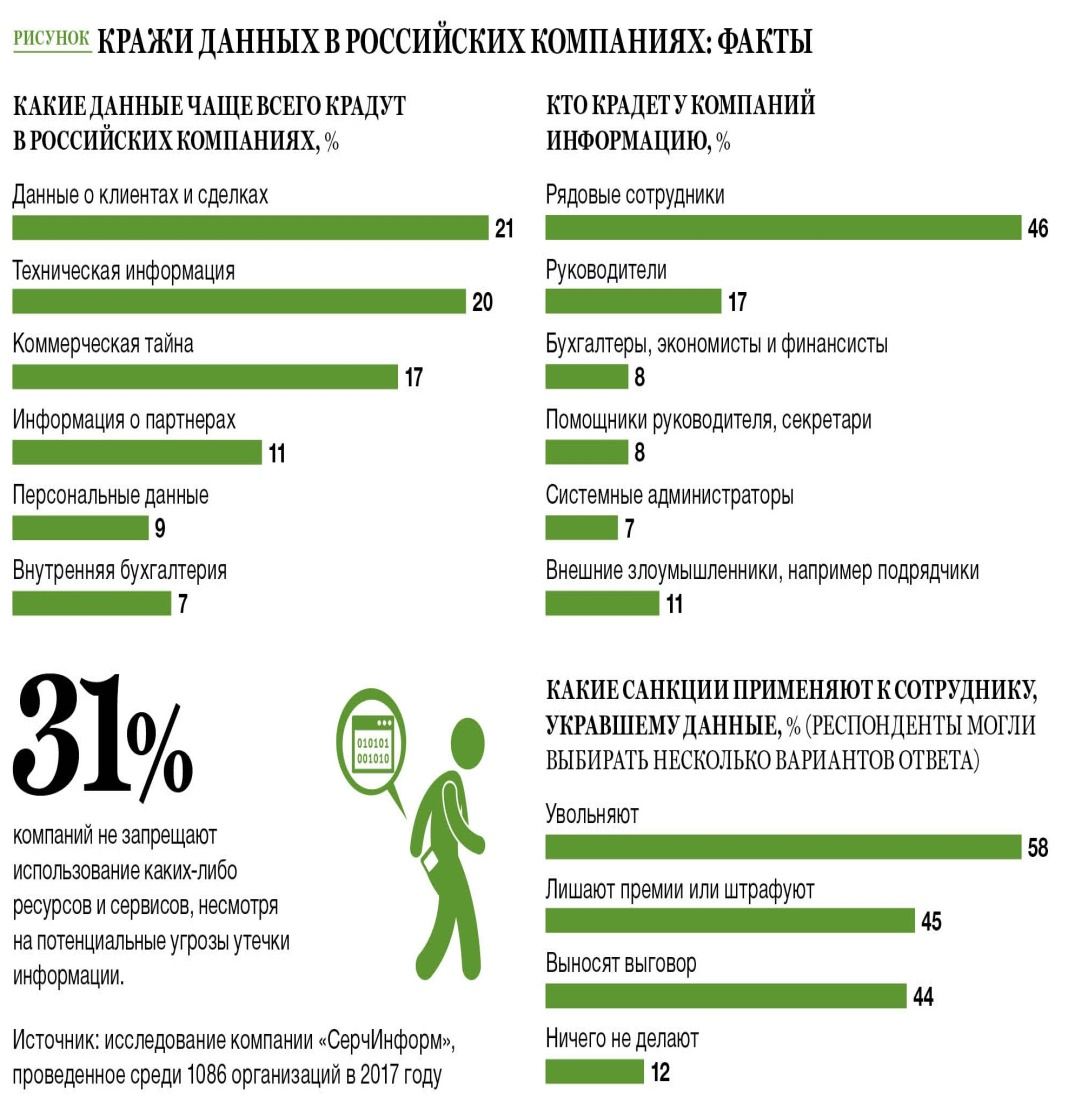 РИСУНОК КРАЖИ ДАННЫХ В РОССИЙСКИХ КОМПАНИЯХ: ФАКТЫ
КАКИЕ ДАННЫЕ ЧАЩЕ ВСЕГО КРАДУТ
В РОССИЙСКИХ КОМПАНИЯХ, %
Данные о клиентах и сделках
21
Техническая информация
20
Коммерческая тайна
17
Информация о партнерах
11
Персональные данные
9
Внутренняя бухгалтерия
7
КТО КРАДЕТ У КОМПАНИЙ
ИНФОРМАЦИЮ, %
Рядовые сотрудники
46
Руководители
17
Бухгалтеры, экономисты и финансисты
8
Помощники руководителя, секретари
8
Системные администраторы
7
Внешние злоумышленники, например подрядчики
11
31%
компаний не запрещают
использование каких-либо
ресурсов и сервисов, несмотря
на потенциальные угрозы утечки
информации.
010101
001010
Источник: исследование компании «СерчИнформ»,
проведенное среди 1086 организаций в 2017 году
КАКИЕ САНКЦИИ ПРИМЕНЯЮТ К СОТРУДНИКУ,
УКРАВШЕМУ ДАННЫЕ, % (РЕСПОНДЕНТЫ МОГЛИ
ВЫБИРАТЬ НЕСКОЛЬКО ВАРИАНТОВ ОТВЕТА)
Увольняют
58
Лишают премии или штрафуют
45
Выносят выговор
44
Ничего не делают
12